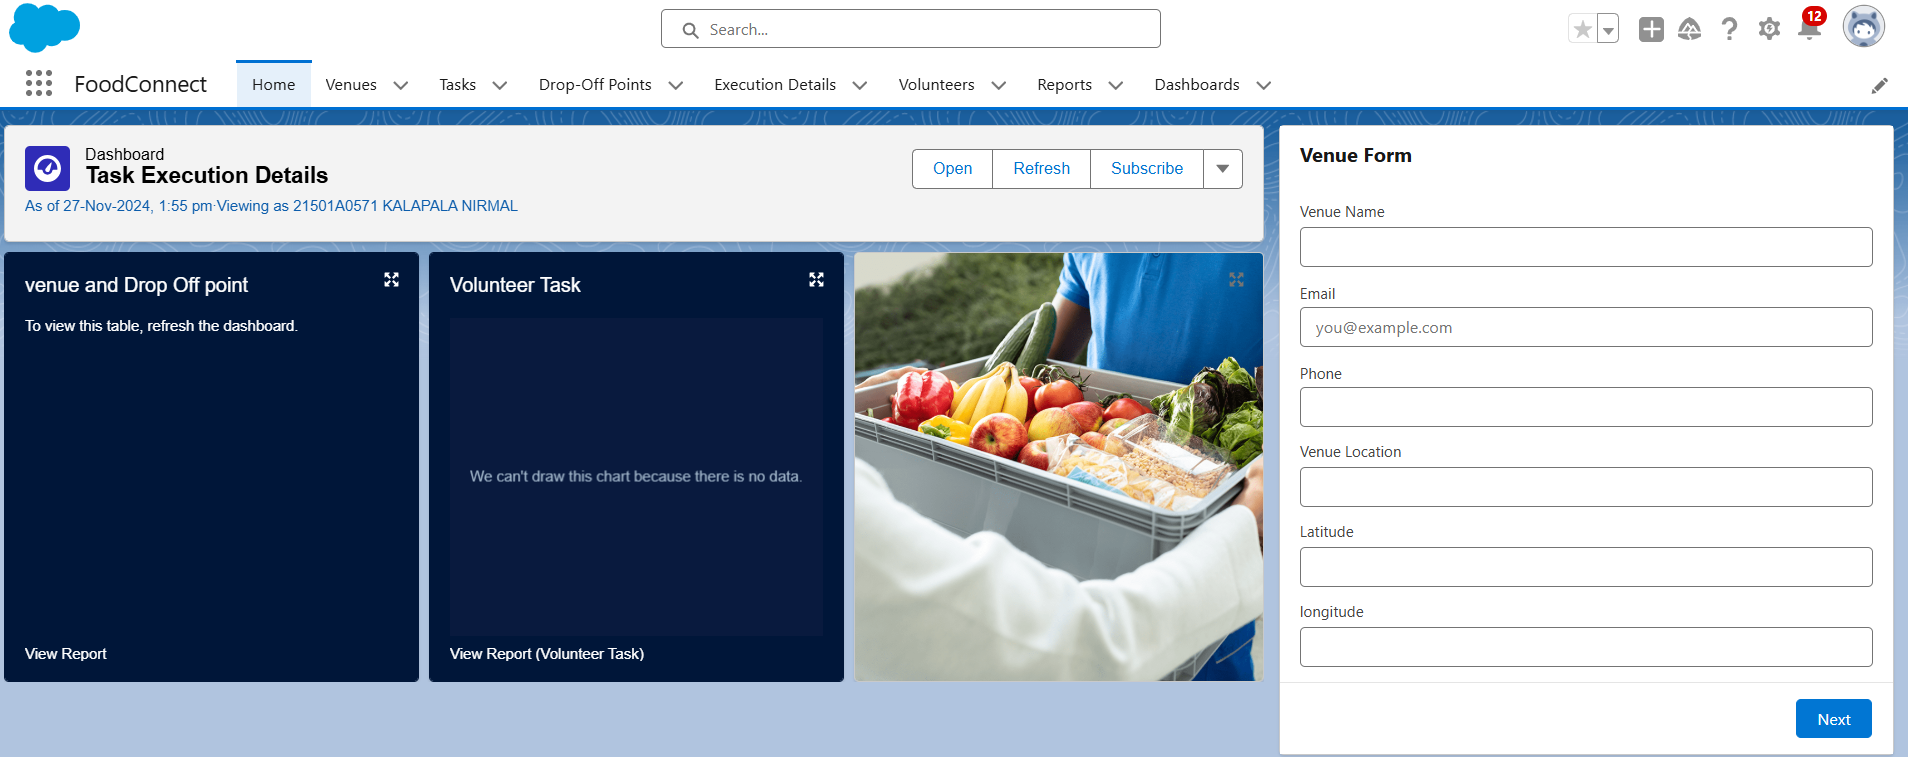 Search...
12
FoodConnect
Home
Venues
Tasks
Drop-Off Points
Execution Details
Volunteers
Reports
Dashboards
Dashboard
Task Execution Details
As of 27-Nov-2024, 1:55 pm·Viewing as 21501A0571 KALAPALA NIRMAL
Open
Refresh
Subscribe
venue and Drop Off point
To view this table, refresh the dashboard.
View Report
Volunteer Task
We can't draw this chart because there is no data.
View Report (Volunteer Task)
Venue Form
Venue Name
Email
you@example.com
Phone
Venue Location
Latitude
longitude
Next